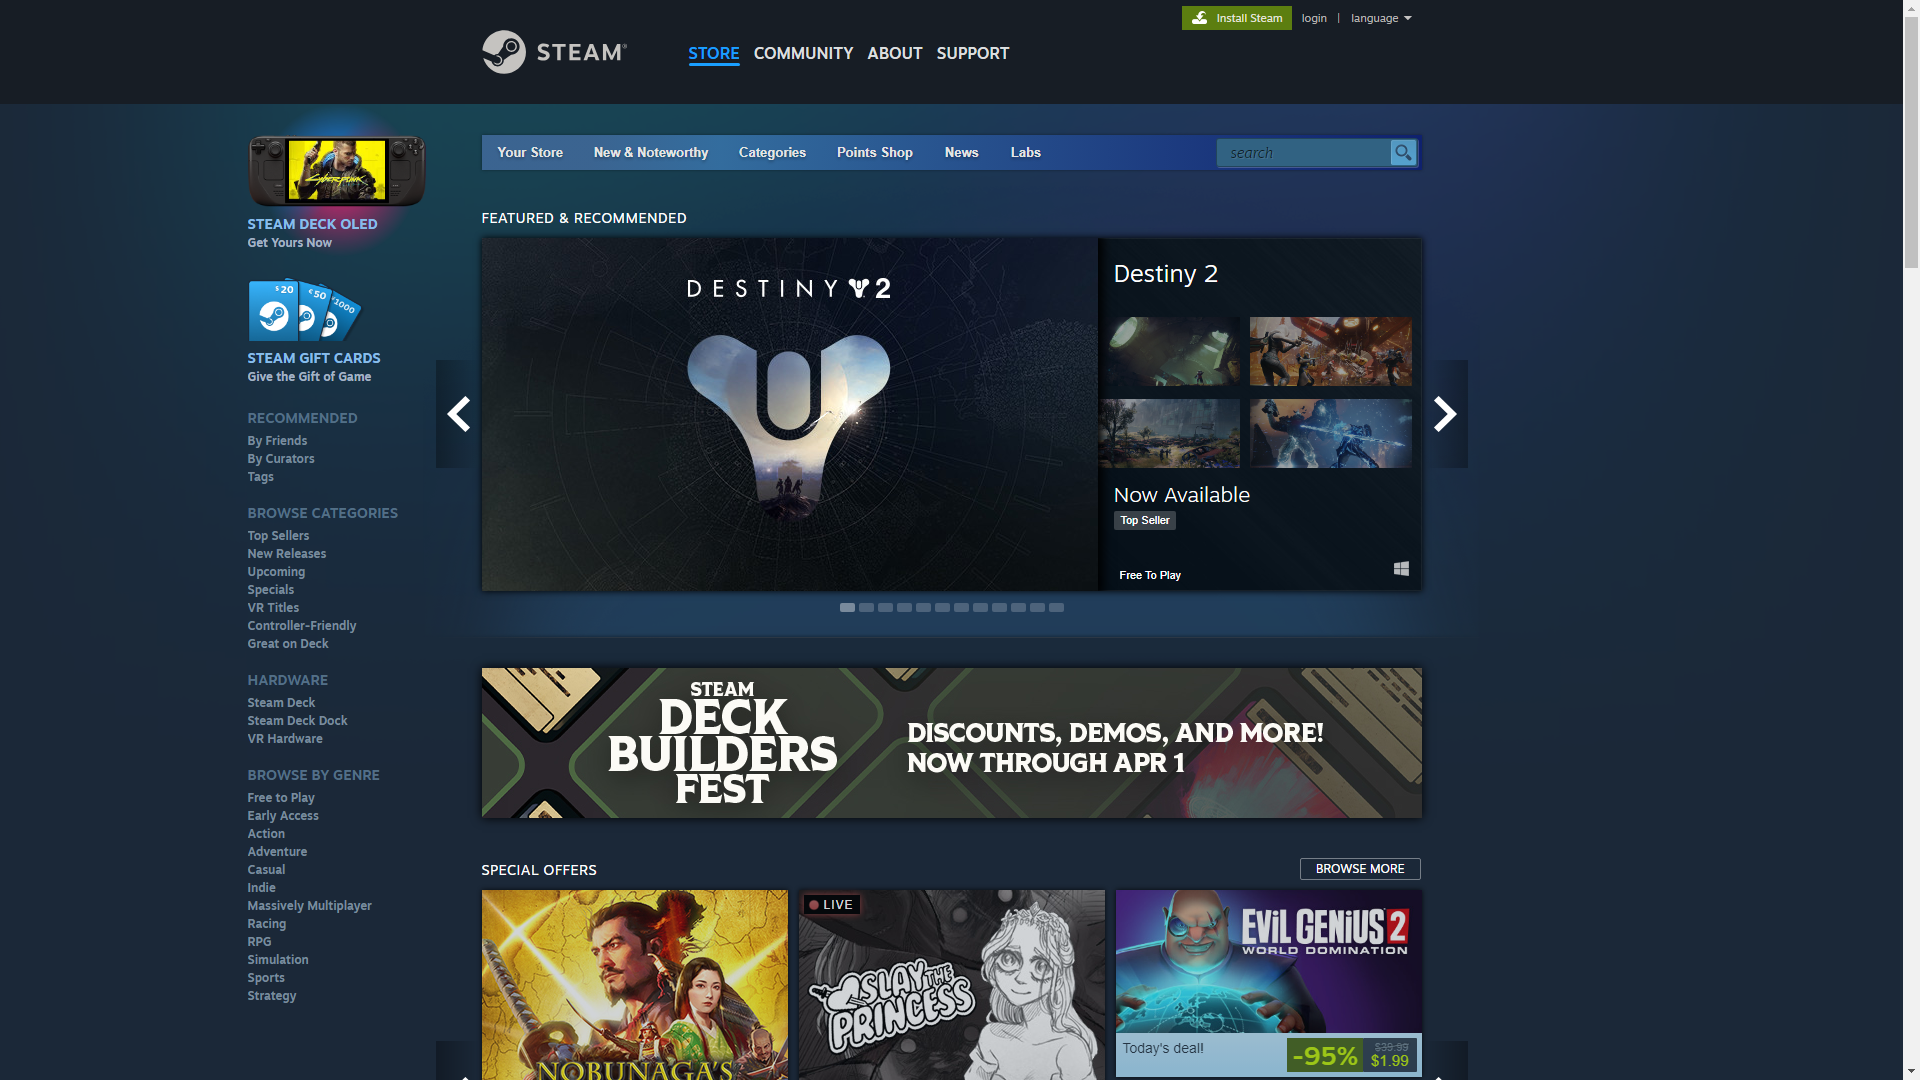 Install Steam
login | language
STEAM
STORE COMMUNITY ABOUT SUPPORT
CYBERPUNK
STEAM DECK OLED
Get Yours Now
$20
€50
¥1000
STEAM GIFT CARDS
Give the Gift of Game
RECOMMENDED
By Friends
By Curators
Tags
BROWSE CATEGORIES
Top Sellers
New Releases
Upcoming
Specials
VR Titles
Controller-Friendly
Great on Deck
HARDWARE
Steam Deck
Steam Deck Dock
VR Hardware
BROWSE BY GENRE
Free to Play
Early Access
Action
Adventure
Casual
Indie
Massively Multiplayer
Racing
RPG
Simulation
Sports
Strategy
Your Store New & Noteworthy Categories Points Shop News Labs
search
FEATURED & RECOMMENDED
DESTINY 2
Destiny 2
Now Available
Top Seller
Free To Play
STEAM
DECK
BUILDERS
FEST
DISCOUNTS, DEMOS, AND MORE!
NOW THROUGH APR 1
SPECIAL OFFERS
BROWSE MORE
NOBUNAGA'S
LIVE
SLAY THE
PRINCESS
EVIL GENIUS 2
WORLD DOMINATION
Today's deal!
-95%
$39.99
$1.99